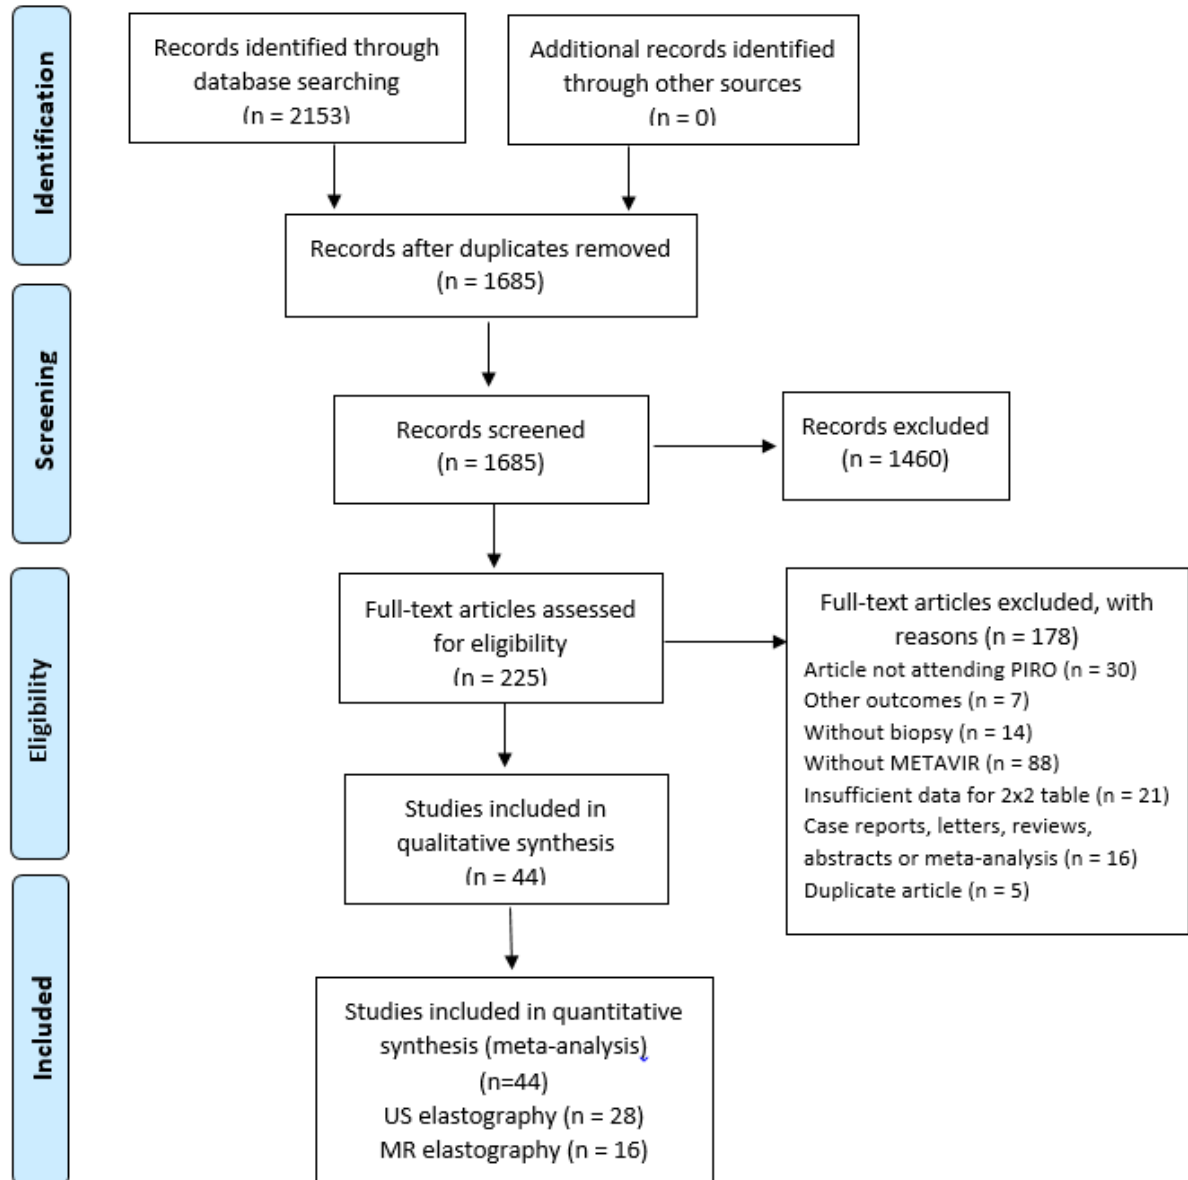 Identification
Records identified through
database searching
(n = 2153)
Additional records identified
through other sources
(n = 0)
Records after duplicates removed
(n = 1685)
Screening
Records screened
(n = 1685)
Records excluded
(n = 1460)
Eligibility
Full-text articles assessed
for eligibility
(n = 225)
Full-text articles excluded, with
reasons (n = 178)
Article not attending PIRO (n = 30)
Other outcomes (n = 7)
Without biopsy (n = 14)
Without METAVIR (n = 88)
Insufficient data for 2x2 table (n = 21)
Case reports, letters, reviews,
abstracts or meta-analysis (n = 16)
Duplicate article (n = 5)
Studies included in
qualitative synthesis
(n = 44)
Included
Studies included in quantitative
synthesis (meta-analysis)
(n=44)
US elastography (n = 28)
MR elastography (n = 16)